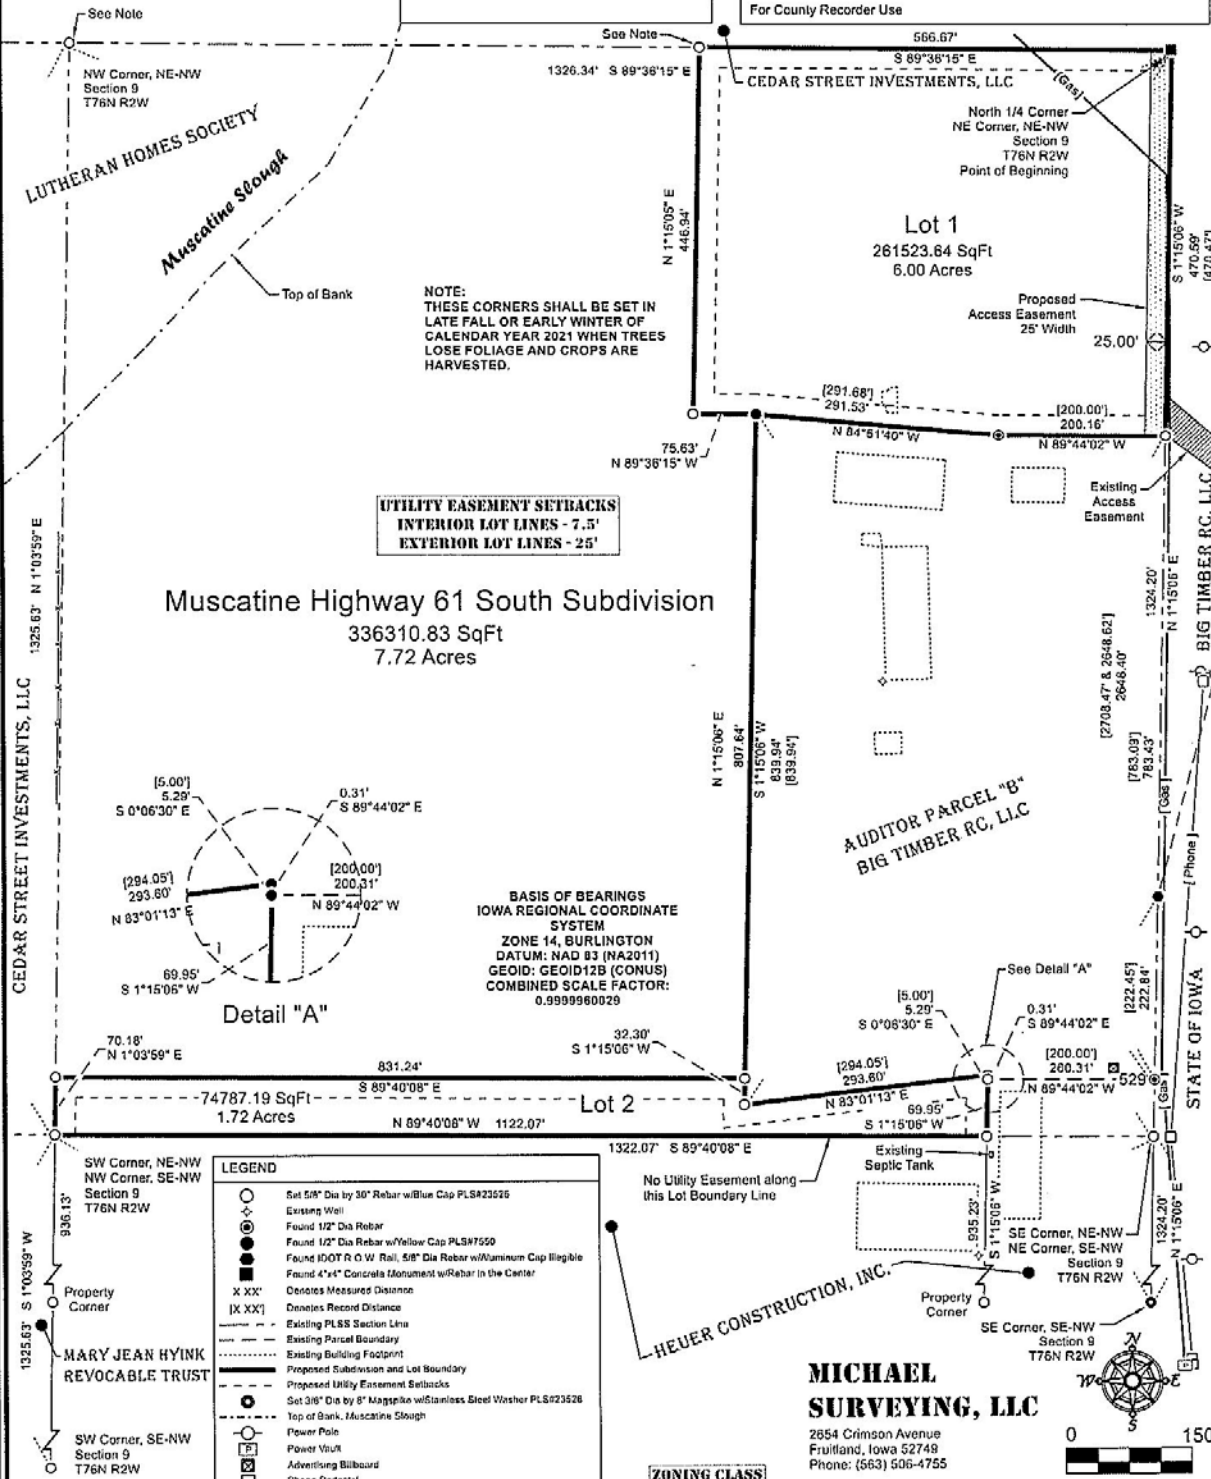 See Note
For County Recorder Use
See Note
566.67'
S 89°36'15" E
1326.34' S 89°36'15" E
CEDAR STREET INVESTMENTS, LLC
[Gas]
NW Corner, NE-NW
Section 9
T76N R2W
North 1/4 Corner
NE Corner, NE-NW
Section 9
T76N R2W
Point of Beginning
LUTHERAN HOMES SOCIETY
Muscatine Slough
Top of Bank
N 1°15'05" E
446.94'
Lot 1
261523.64 SqFt
6.00 Acres
S 1°15'06" W
470.59'
[470.47']
NOTE:
THESE CORNERS SHALL BE SET IN
LATE FALL OR EARLY WINTER OF
CALENDAR YEAR 2021 WHEN TREES
LOSE FOLIAGE AND CROPS ARE
HARVESTED.
Proposed
Access Easement
25' Width
25.00'
[291.68']
291.53'
N 84°51'40" W
[200.00']
200.16'
N 89°44'02" W
75.63'
N 89°36'15" W
Existing
Access
Easement
UTILITY EASEMENT SETBACKS
INTERIOR LOT LINES - 7.5'
EXTERIOR LOT LINES - 25'
1325.63' N 1°03'59" E
Muscatine Highway 61 South Subdivision
336310.83 SqFt
7.72 Acres
CEDAR STREET INVESTMENTS, LLC
N 1°15'06" E
807.64'
S 1°15'06" W
839.94'
[839.94']
1324.20'
N 1°15'06" E
[2708.47' & 2648.62']
2648.40'
[783.09']
783.43'
[Gas]
BIG TIMBER RC, LLC
[Phone]
AUDITOR PARCEL "B"
BIG TIMBER RC, LLC
[5.00']
5.29'
S 0°06'30" E
0.31'
S 89°44'02" E
[294.05']
293.60'
N 83°01'13" E
[200.00']
200.31'
N 89°44'02" W
69.95'
S 1°15'06" W
Detail "A"
BASIS OF BEARINGS
IOWA REGIONAL COORDINATE
SYSTEM
ZONE 14, BURLINGTON
DATUM: NAD 83 (NA2011)
GEOID: GEOID12B (CONUS)
COMBINED SCALE FACTOR:
0.9999960029
See Detail "A"
[5.00']
5.29'
S 0°06'30" E
0.31'
S 89°44'02" E
[222.45']
222.84'
STATE OF IOWA
70.18'
N 1°03'59" E
831.24'
S 89°40'08" E
32.30'
S 1°15'06" W
[294.05']
293.60'
N 83°01'13" E
[200.00']
260.31'
N 89°44'02" W
529
[Gas]
74787.19 SqFt
1.72 Acres
Lot 2
N 89°40'08" W 1122.07'
69.95'
S 1°15'06" W
1322.07' S 89°40'08" E
No Utility Easement along
this Lot Boundary Line
Existing
Septic Tank
SW Corner, NE-NW
NW Corner, SE-NW
Section 9
T76N R2W
936.13'
1325.63' S 1°03'59" W
Property
Corner
MARY JEAN HYINK
REVOCABLE TRUST
SW Corner, SE-NW
Section 9
T76N R2W
LEGEND
Set 5/8" Dia by 30" Rebar w/Blue Cap PLS#23526
Existing Well
Found 1/2" Dia Rebar
Found 1/2" Dia Rebar w/Yellow Cap PLS#7550
Found IDOT R.O.W. Rail, 5/8" Dia Rebar w/Aluminum Cap Illegible
Found 4"x4" Concrete Monument w/Rebar in the Center
X XX' Denotes Measured Distance
[X XX'] Denotes Record Distance
Existing PLSS Section Line
Existing Parcel Boundary
Existing Building Footprint
Proposed Subdivision and Lot Boundary
Proposed Utility Easement Setbacks
Set 3/8" Dia by 8" Magspike w/Stainless Steel Washer PLS#23526
Top of Bank, Muscatine Slough
Power Pole
P Power Vault
Advertising Billboard
Phone Pedestal
HEUER CONSTRUCTION, INC.
935.23'
S 1°15'06" W
Property
Corner
SE Corner, NE-NW
NE Corner, SE-NW
Section 9
T76N R2W
1324.20'
N 1°15'06" E
SE Corner, SE-NW
Section 9
T76N R2W
P
MICHAEL
SURVEYING, LLC
2654 Crimson Avenue
Fruitland, Iowa 52749
Phone: (563) 506-4755
N
W E
S
0 150
ZONING CLASS